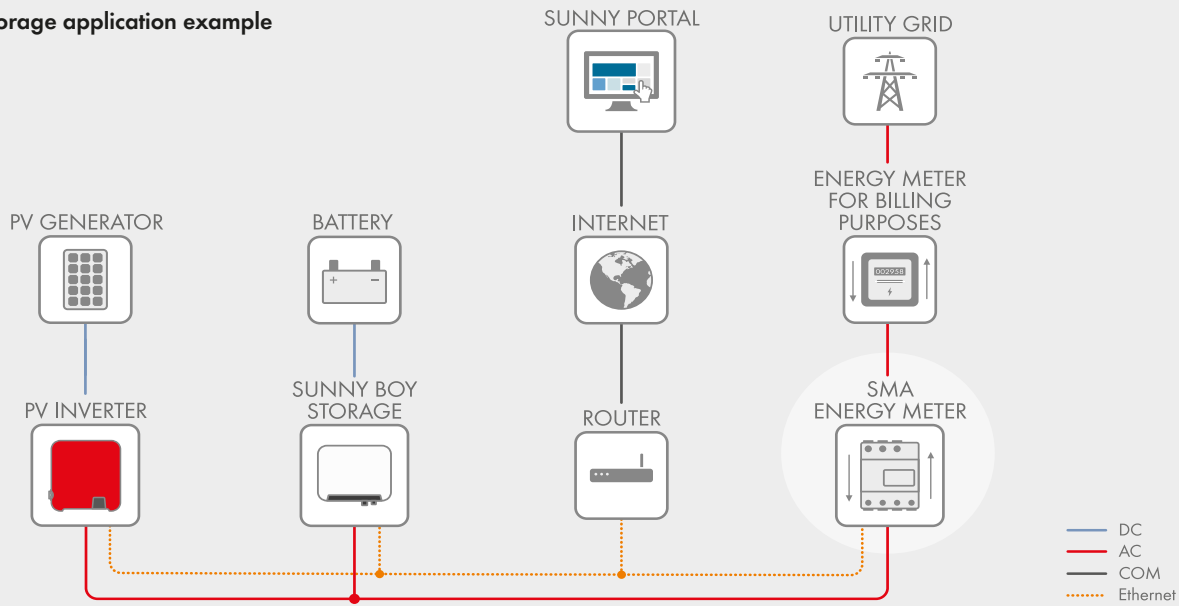 orage application example
SUNNY PORTAL
UTILITY GRID
ENERGY METER
FOR BILLING
PURPOSES
PV GENERATOR
BATTERY
INTERNET
002958
SUNNY BOY
STORAGE
SMA
ENERGY METER
PV INVERTER
ROUTER
DC
AC
COM
Ethernet